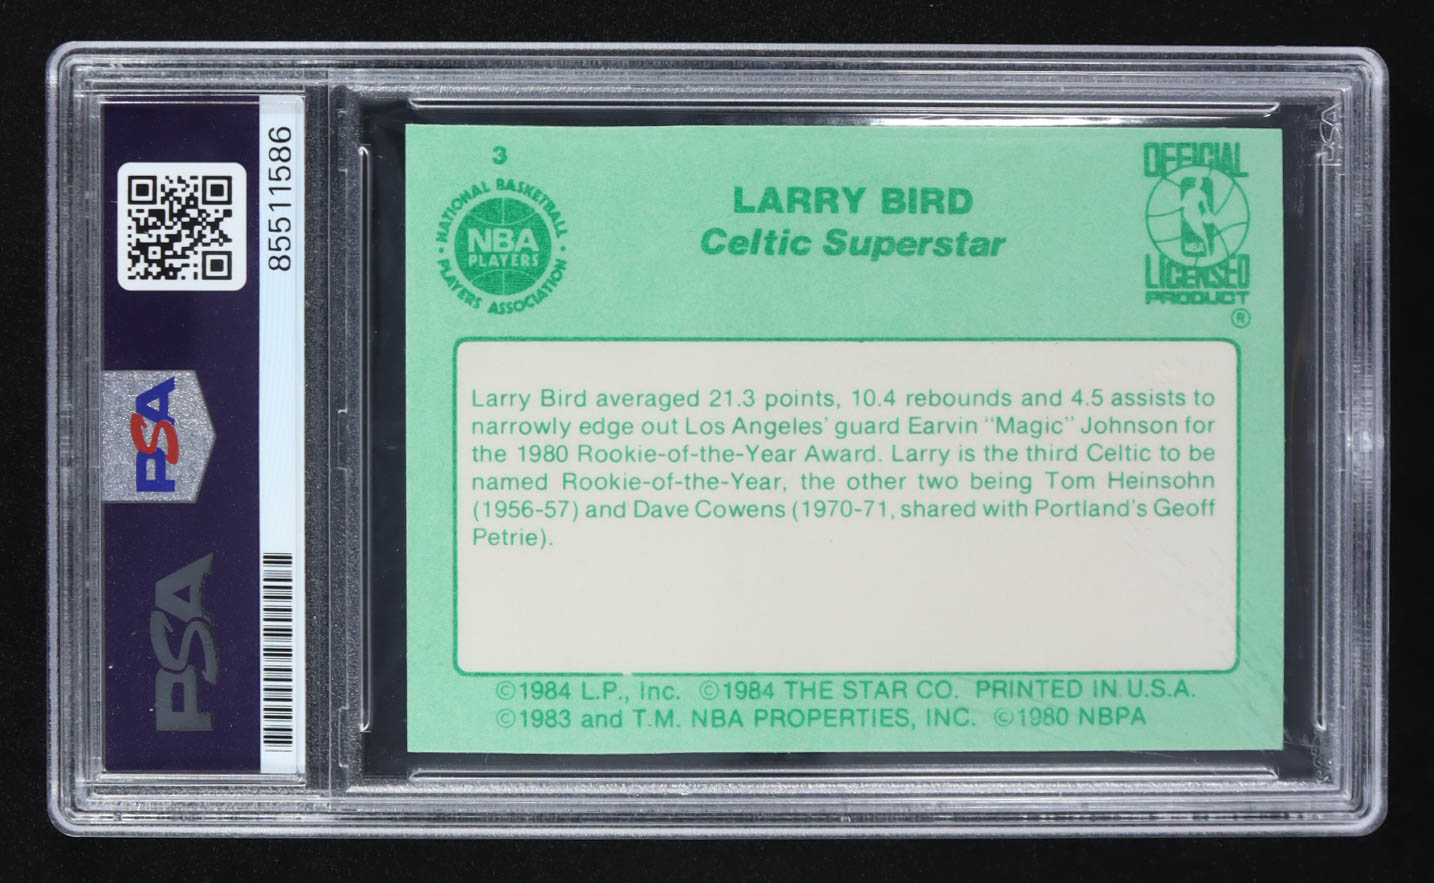 85511586
PSA
PSA
3
NATIONAL BASKETBALL
PLAYERS ASSOCIATION
NBA
PLAYERS
LARRY BIRD
Celtic Superstar
OFFICIAL
NBA
LICENSED
PRODUCT
®
Larry Bird averaged 21.3 points, 10.4 rebounds and 4.5 assists to
narrowly edge out Los Angeles' guard Earvin "Magic" Johnson for
the 1980 Rookie-of-the-Year Award. Larry is the third Celtic to be
named Rookie-of-the-Year, the other two being Tom Heinsohn
(1956-57) and Dave Cowens (1970-71, shared with Portland's Geoff
Petrie).
©1984 L.P., Inc. ©1984 THE STAR CO. PRINTED IN U.S.A.
©1983 and T.M. NBA PROPERTIES, INC. ©1980 NBPA
PSA